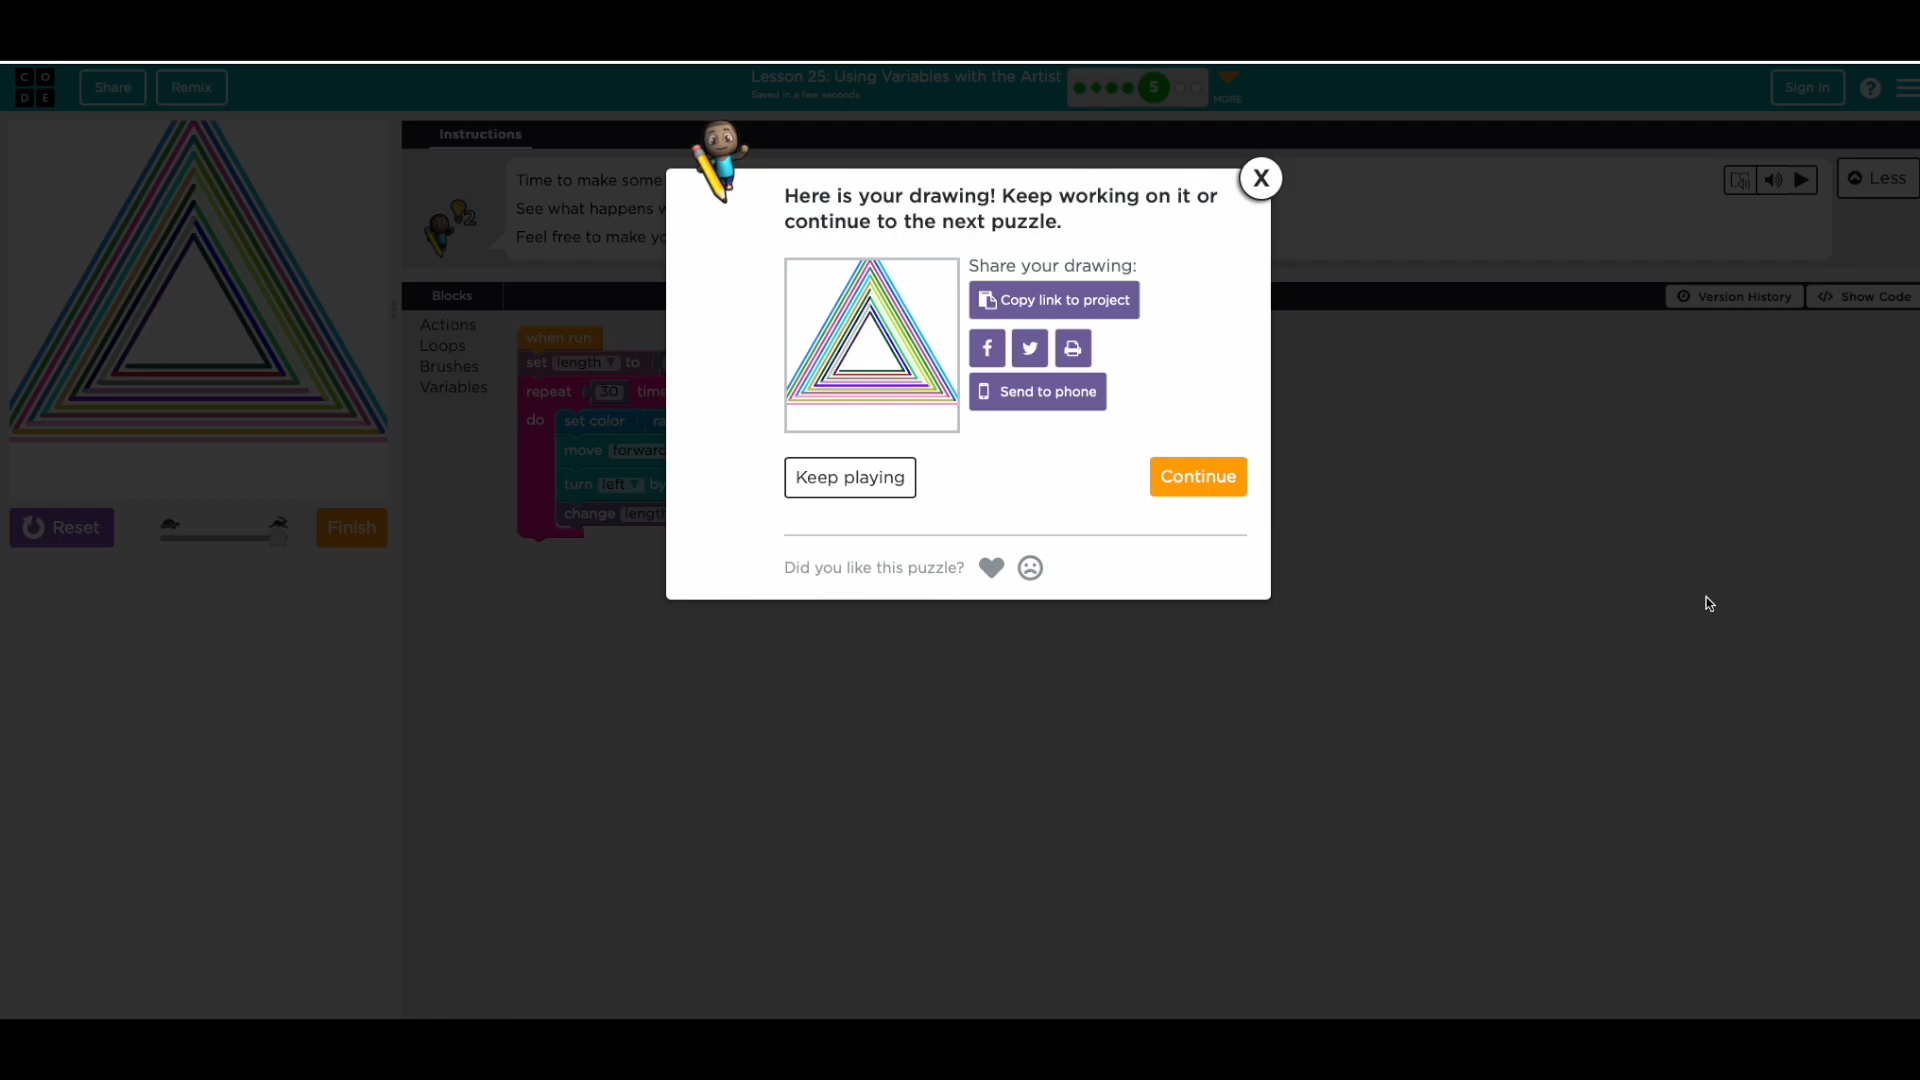 CODE
Share
Remix
Lesson 25: Using Variables with the Artist
Saved in a few seconds
5
MORE
Sign in
?
Instructions
Time to make some
See what happens
Feel free to make
2
Less
Here is your drawing! Keep working on it or
continue to the next puzzle.
X
Share your drawing:
Copy link to project
f
Send to phone
Keep playing
Continue
Did you like this puzzle?
Blocks
Version History
</> Show Code
Actions
Loops
Brushes
Variables
when run
set length to
repeat 30
do set color
move
turn left by
change
Reset
Finish